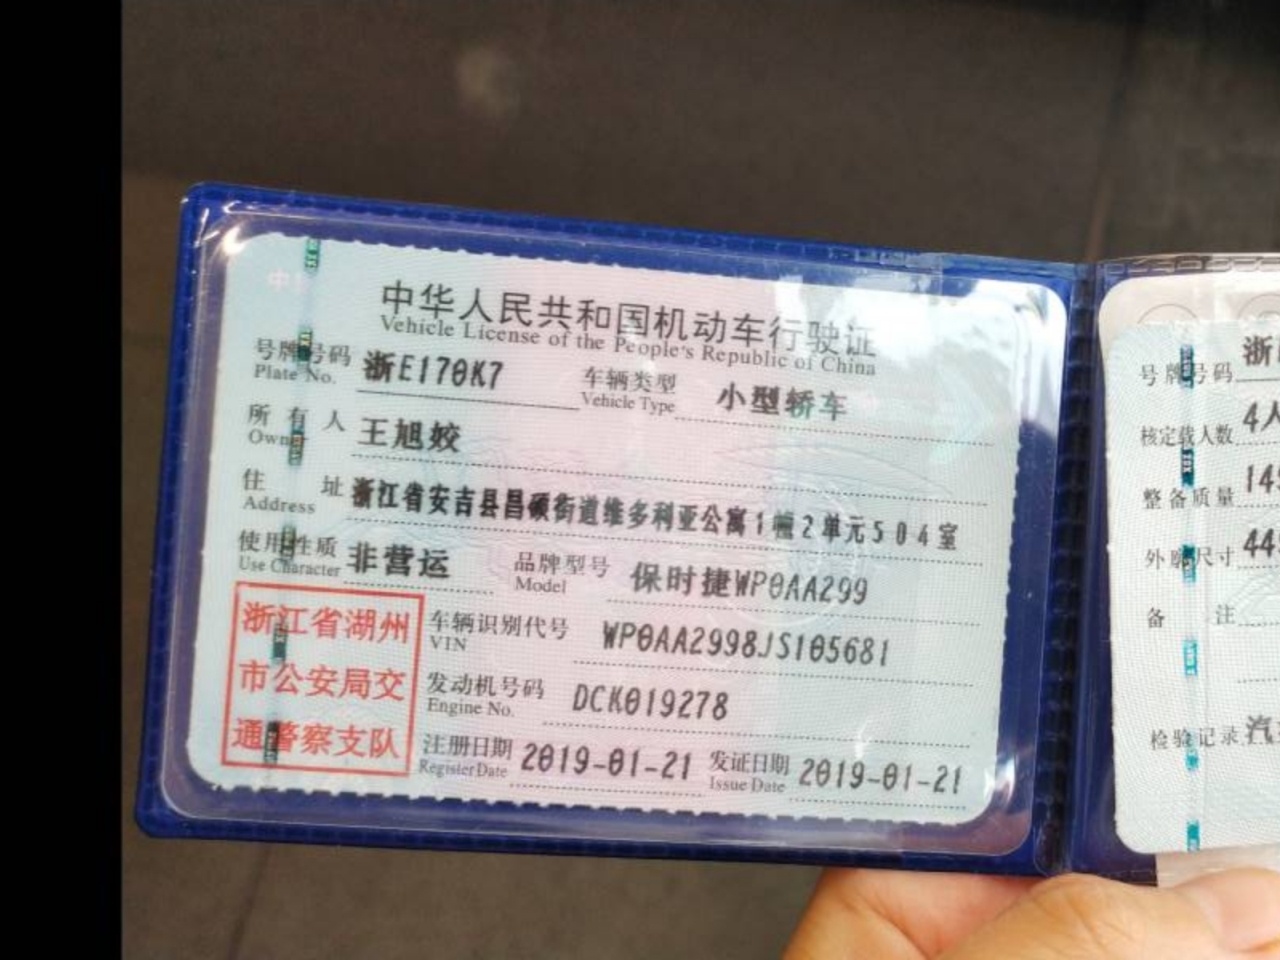 中华人民共和国机动车行驶证
Vehicle License of the People's Republic of China
号牌号码 浙E170K7 车辆类型 小型轿车
Plate No. Vehicle Type
所有人 王旭姣
Owner
住址 浙江省安吉县昌硕街道维多利亚公寓1幢2单元504室
Address
使用性质 非营运 品牌型号 保时捷WP0AA299
Use Character Model
浙江省湖州
市公安局交
通警察支队
车辆识别代号 WP0AA2998JS105681
VIN
发动机号码 DCK019278
Engine No.
注册日期 2019-01-21 发证日期 2019-01-21
Register Date Issue Date
号牌号码 浙
核定载人数 4人
整备质量 14
外廓尺寸 44
备注
检验记录 汽